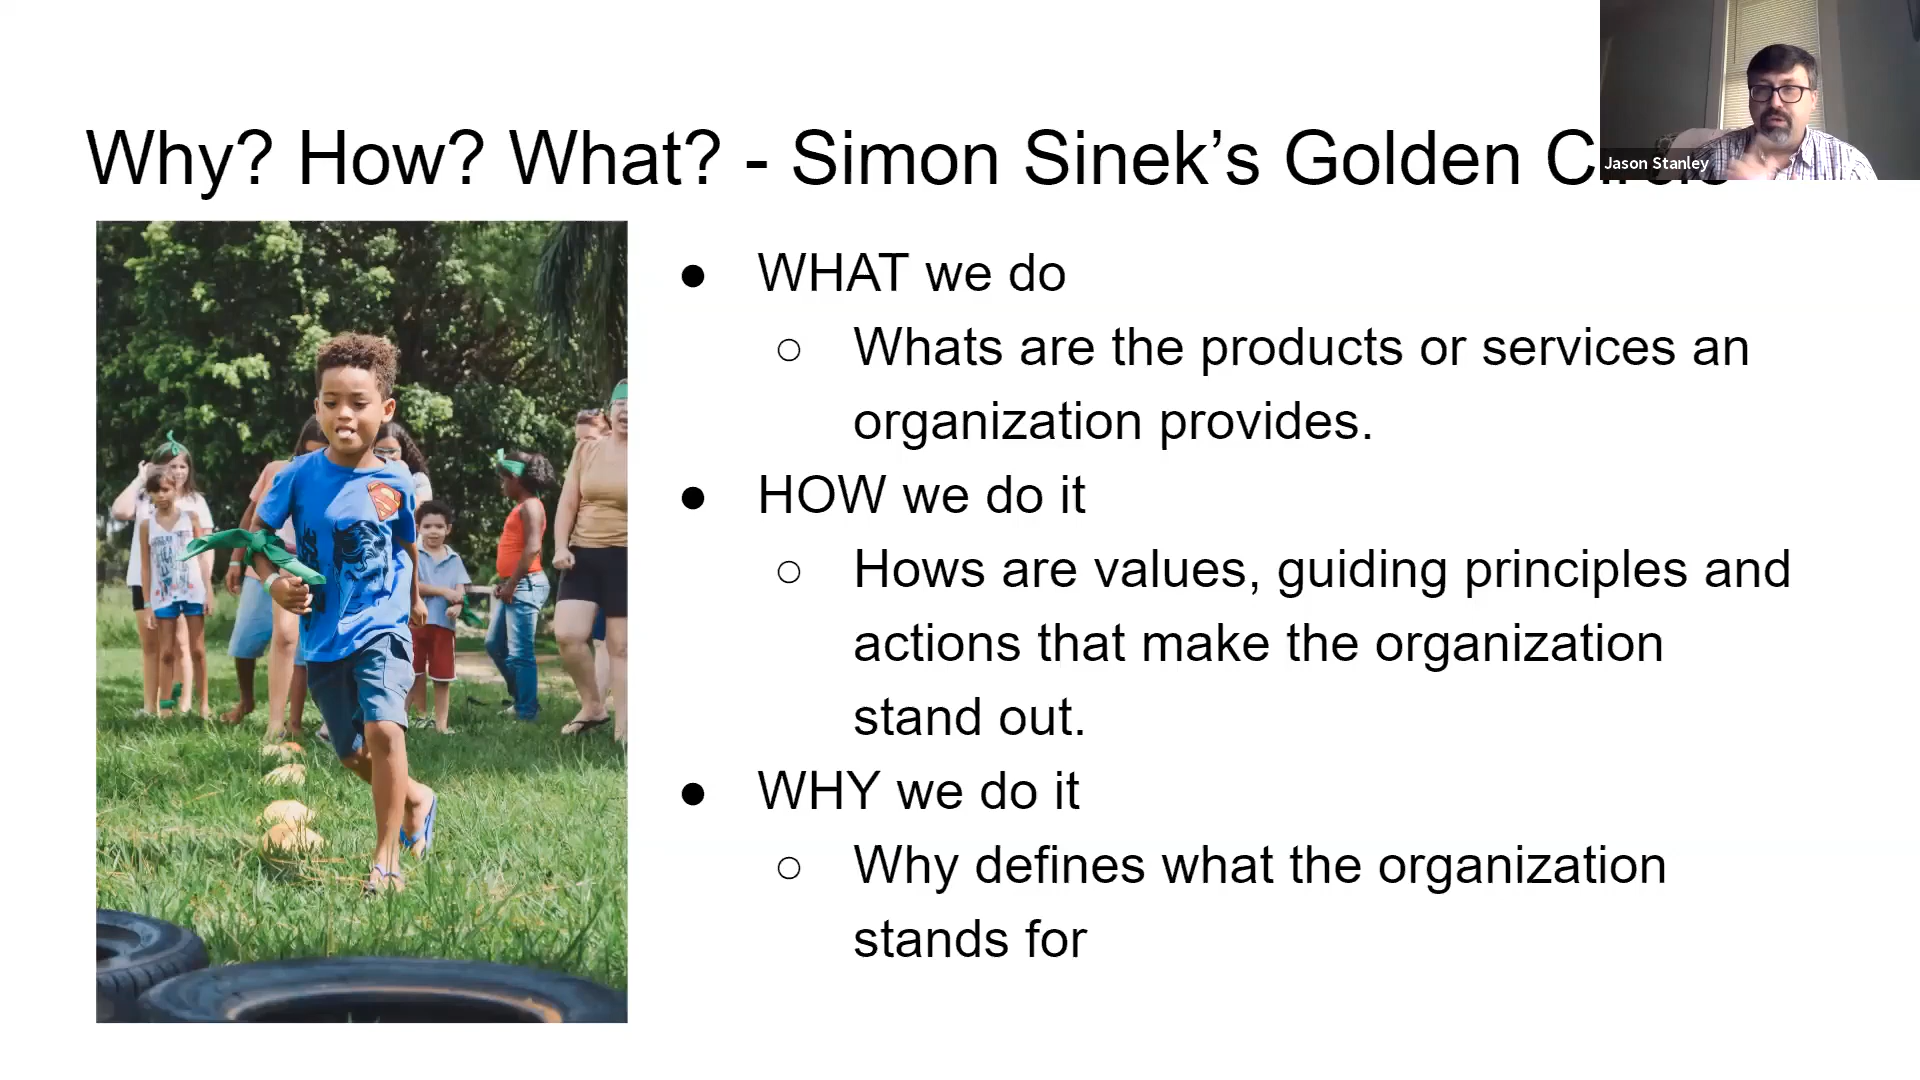 Why? How? What? - Simon Sinek’s Golden
Jason Stanley
● WHAT we do
○ Whats are the products or services an
organization provides.
● HOW we do it
○ Hows are values, guiding principles and
actions that make the organization
stand out.
● WHY we do it
○ Why defines what the organization
stands for